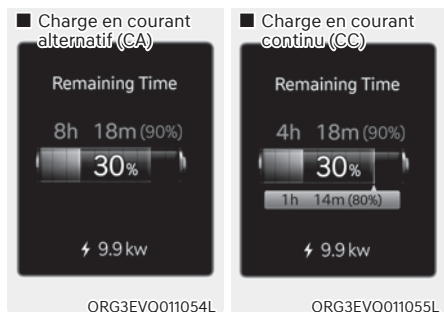 ■ Charge en courant
alternatif (CA)
Remaining Time
8h 18m (90%)
30%
9.9 kw
ORG3EVQ011054L
■ Charge en courant
continu (CC)
Remaining Time
4h 18m (90%)
30%
1h 14m (80%)
9.9 kw
ORG3EVQ011055L